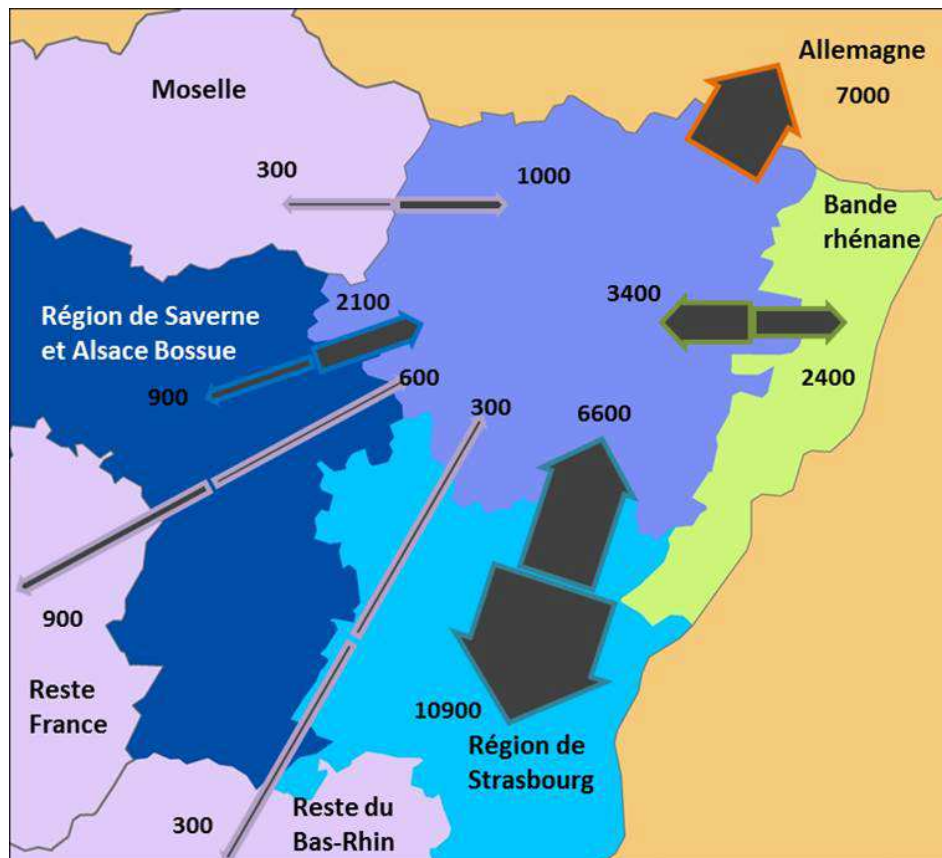 Allemagne
7000
Moselle
300
1000
Bande
rhénane
2100
3400
Région de Saverne
et Alsace Bossue
900
600
300
6600
2400
900
Reste
France
10900
Région de
Strasbourg
300
Reste du
Bas-Rhin